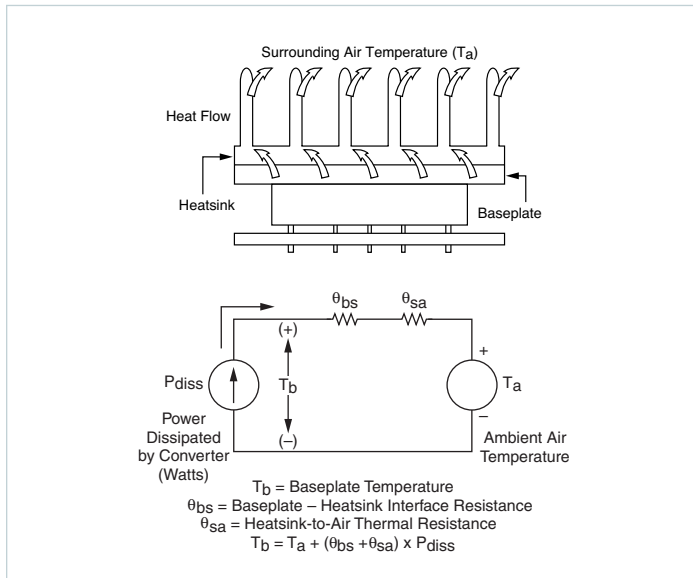 Surrounding Air Temperature (Ta)
Heat Flow
Heatsink
Baseplate
θbs
θsa
(+)
+
Pdiss
Tb
Ta
Power
Dissipated
by Converter
(Watts)
(–)
–
Ambient Air
Temperature
Tb = Baseplate Temperature
θbs = Baseplate – Heatsink Interface Resistance
θsa = Heatsink-to-Air Thermal Resistance
Tb = Ta + (θbs +θsa) x Pdiss